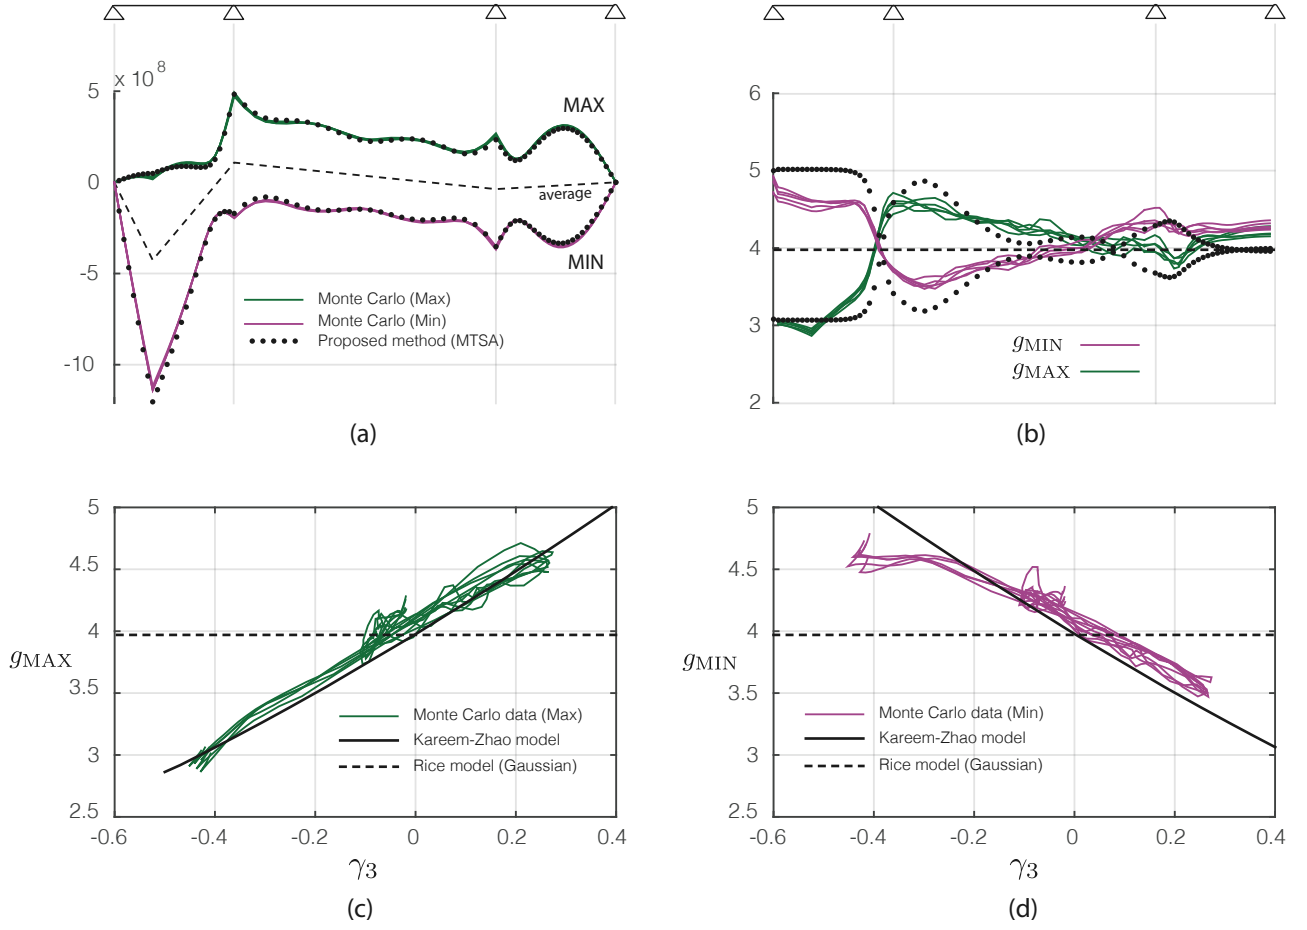 x 10 8
5
0
-5
-10
MAX
average
MIN
Monte Carlo (Max)
Monte Carlo (Min)
Proposed method (MTSA)
(a)
6
5
4
3
2
gMIN
gMAX
(b)
5
4.5
4
3.5
3
2.5
gMAX
Monte Carlo data (Max)
Kareem-Zhao model
Rice model (Gaussian)
-0.6 -0.4 -0.2 0 0.2 0.4
γ3
(c)
5
4.5
4
3.5
3
2.5
gMIN
Monte Carlo data (Min)
Kareem-Zhao model
Rice model (Gaussian)
-0.6 -0.4 -0.2 0 0.2 0.4
γ3
(d)